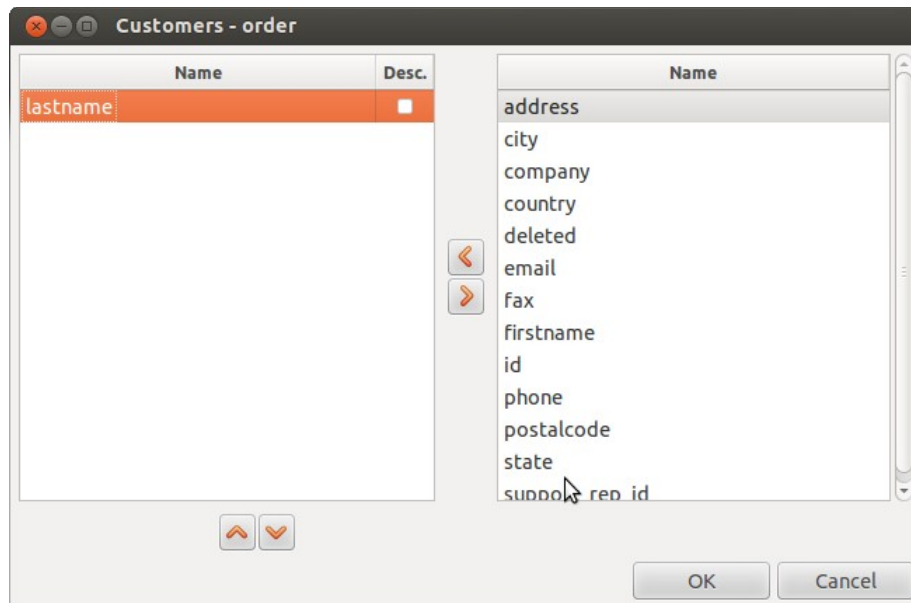 Customers - order
Name Desc.
lastname
Name
address
city
company
country
deleted
email
fax
firstname
id
phone
postalcode
state
support_rep_id
OK Cancel